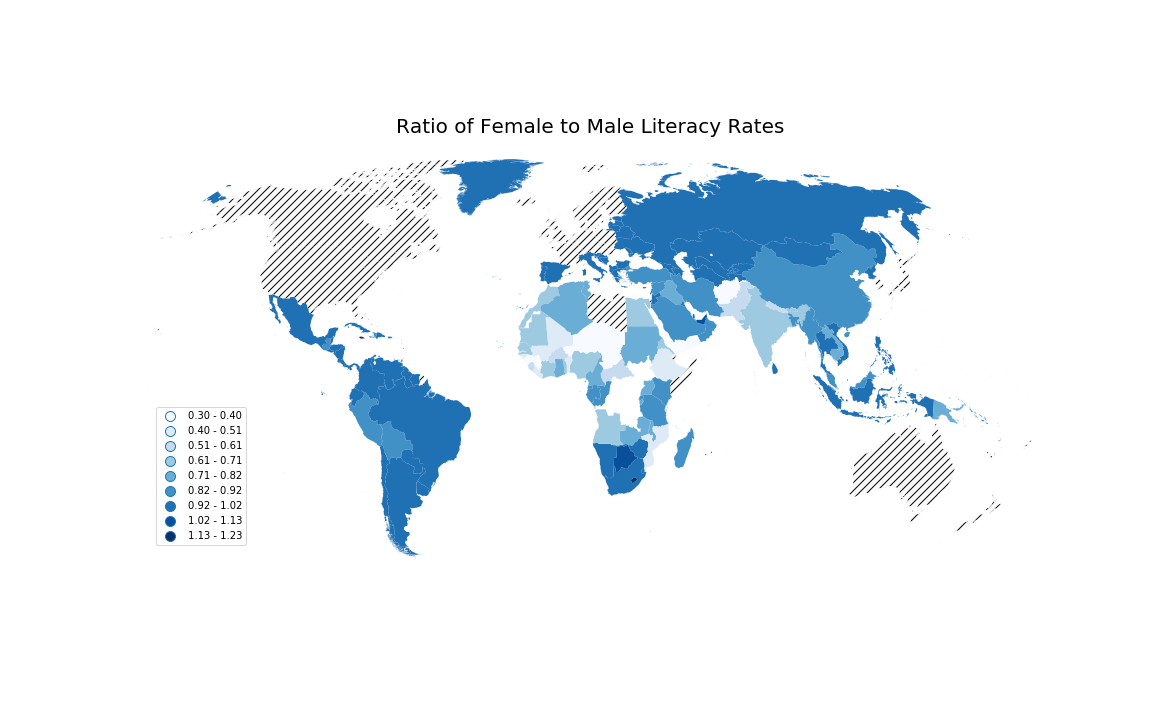 Ratio of Female to Male Literacy Rates
0.30 - 0.40
0.40 - 0.51
0.51 - 0.61
0.61 - 0.71
0.71 - 0.82
0.82 - 0.92
0.92 - 1.02
1.02 - 1.13
1.13 - 1.23